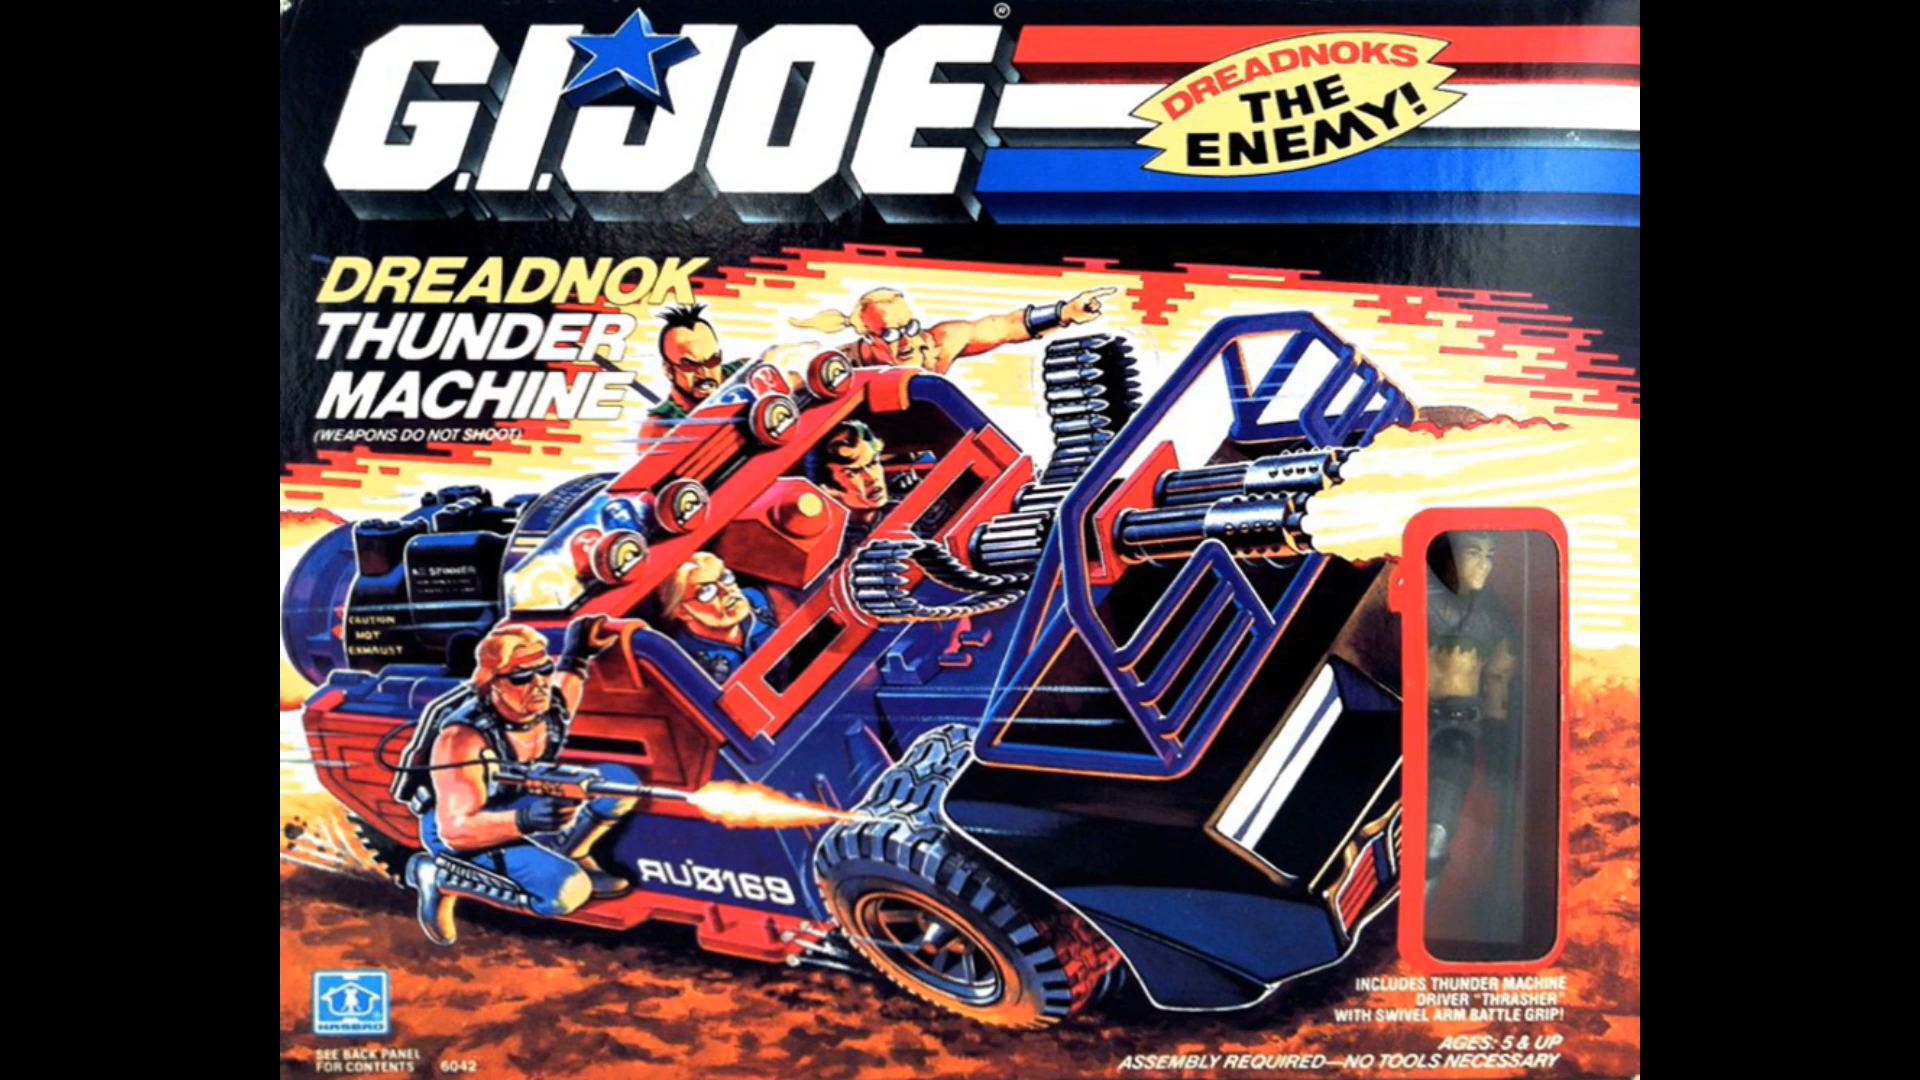 G.I.JOE
®
DREADNOKS
THE
ENEMY!
DREADNOK
THUNDER
MACHINE
(WEAPONS DO NOT SHOOT)
CAUTION
HOT
EXHAUST
AUØ169
INCLUDES THUNDER MACHINE
DRIVER "THRASHER"
WITH SWIVEL ARM BATTLE GRIP!
AGES: 5 & UP
ASSEMBLY REQUIRED—NO TOOLS NECESSARY
HASBRO
SEE BACK PANEL
FOR CONTENTS 6042